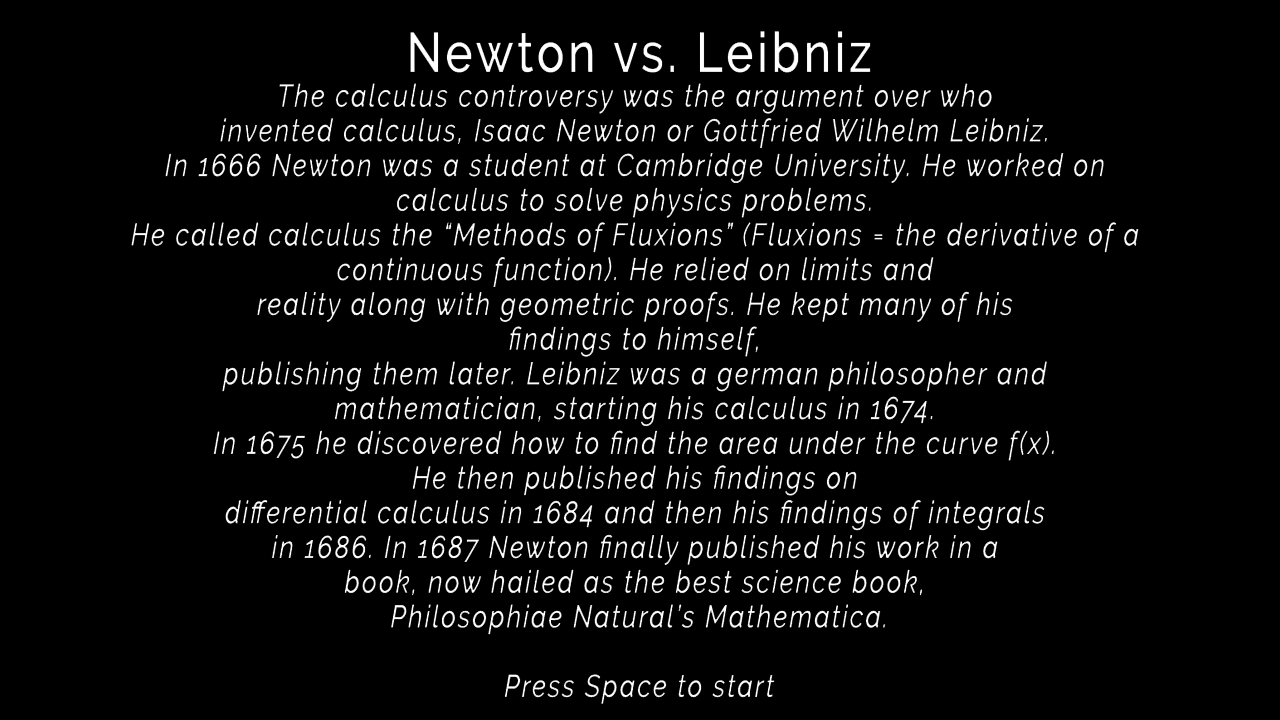 Newton vs. Leibniz
The calculus controversy was the argument over who
invented calculus, Isaac Newton or Gottfried Wilhelm Leibniz.
In 1666 Newton was a student at Cambridge University. He worked on
calculus to solve physics problems.
He called calculus the “Methods of Fluxions” (Fluxions = the derivative of a
continuous function). He relied on limits and
reality along with geometric proofs. He kept many of his
findings to himself,
publishing them later. Leibniz was a german philosopher and
mathematician, starting his calculus in 1674.
In 1675 he discovered how to find the area under the curve f(x).
He then published his findings on
differential calculus in 1684 and then his findings of integrals
in 1686. In 1687 Newton finally published his work in a
book, now hailed as the best science book,
Philosophiae Natural's Mathematica.
Press Space to start